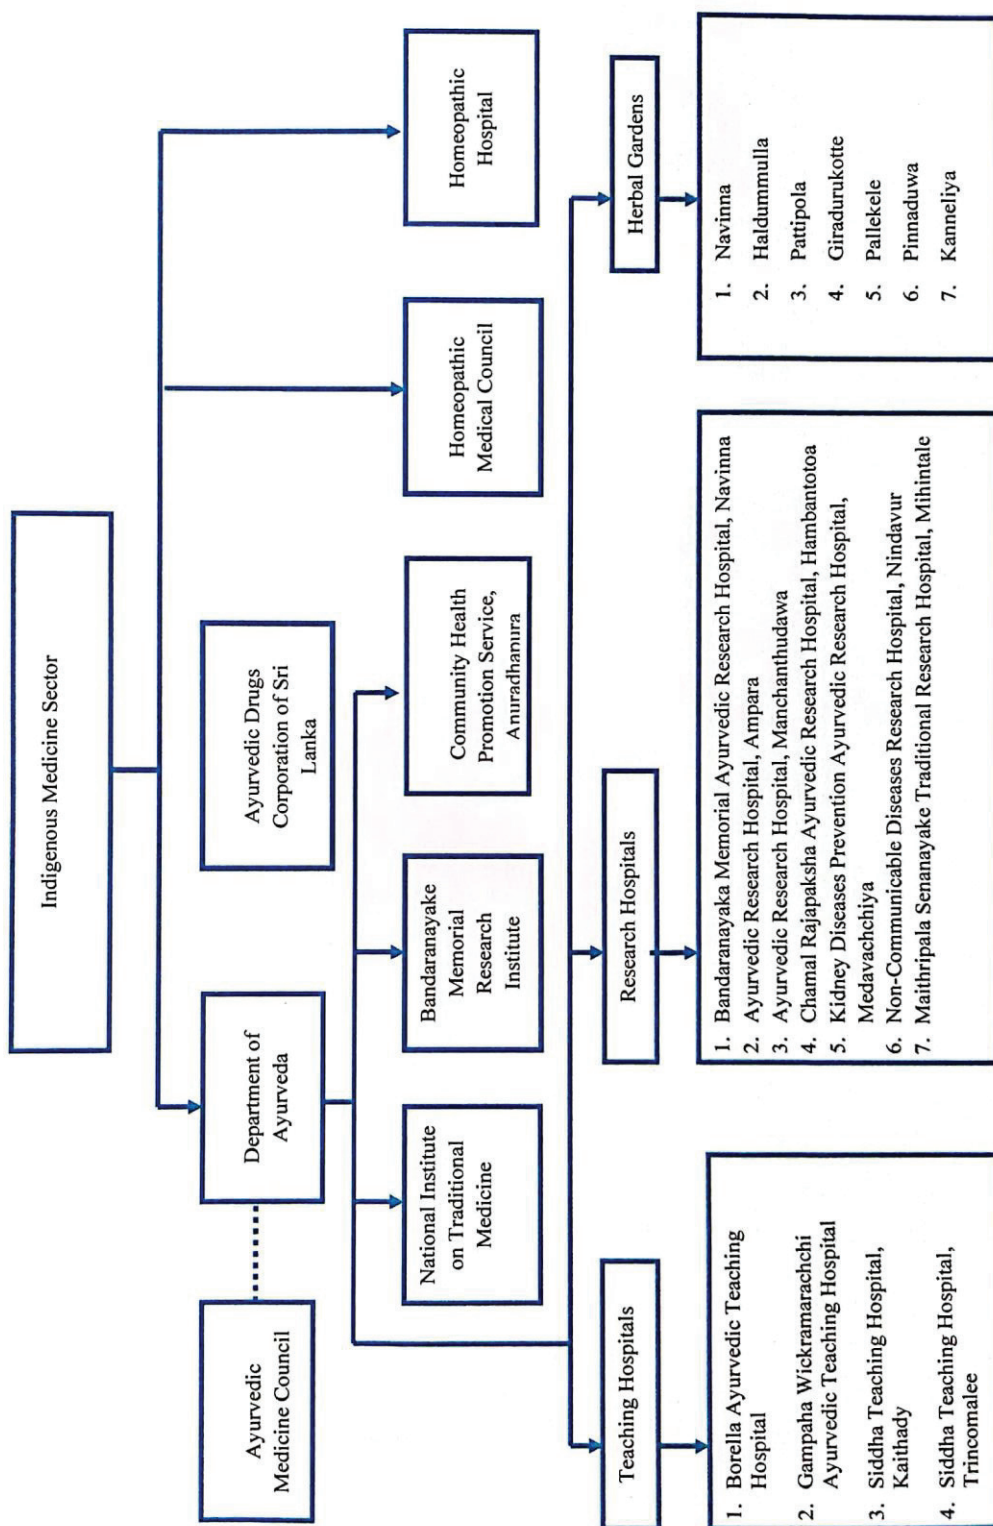 Indigenous Medicine Sector
Ayurvedic
Medicine Council
Department of
Ayurveda
Ayurvedic Drugs
Corporation of Sri
Lanka
National Institute
on Traditional
Medicine
Bandaranayake
Memorial
Research
Institute
Community Health
Promotion Service,
Anuradhanura
Homeopathic
Medical Council
Homeopathic
Hospital
Teaching Hospitals
Research Hospitals
Herbal Gardens
1. Borella Ayurvedic Teaching
Hospital
2. Gampaha Wickramarachchi
Ayurvedic Teaching Hospital
3. Siddha Teaching Hospital,
Kaithady
4. Siddha Teaching Hospital,
Trincomalee
1. Bandaranayaka Memorial Ayurvedic Research Hospital, Navinna
2. Ayurvedic Research Hospital, Ampara
3. Ayurvedic Research Hospital, Manchanthudawa
4. Chamal Rajapaksha Ayurvedic Research Hospital, Hambantotoa
5. Kidney Diseases Prevention Ayurvedic Research Hospital,
Medavachchiya
6. Non-Communicable Diseases Research Hospital, Nindavur
7. Maithripala Senanayake Traditional Research Hospital, Mihintale
1. Navinna
2. Haldummulla
3. Pattipola
4. Giradurukotte
5. Pallekele
6. Pinnaduwa
7. Kanneliya